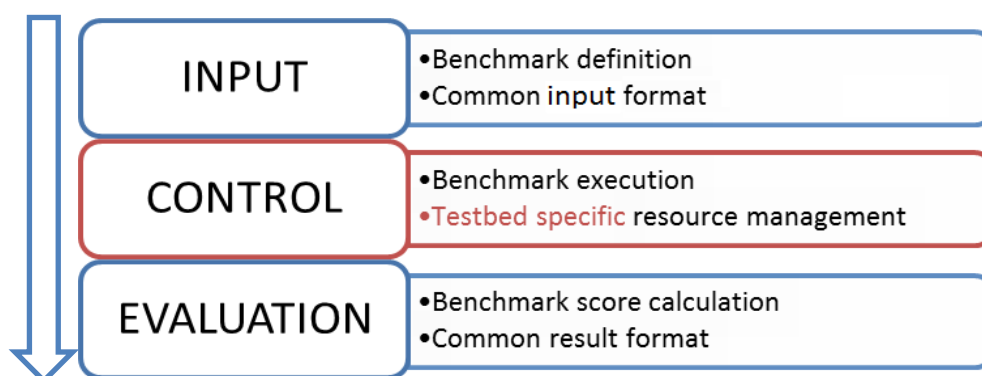 INPUT
•Benchmark definition
•Common input format
CONTROL
•Benchmark execution
•Testbed specific resource management
EVALUATION
•Benchmark score calculation
•Common result format